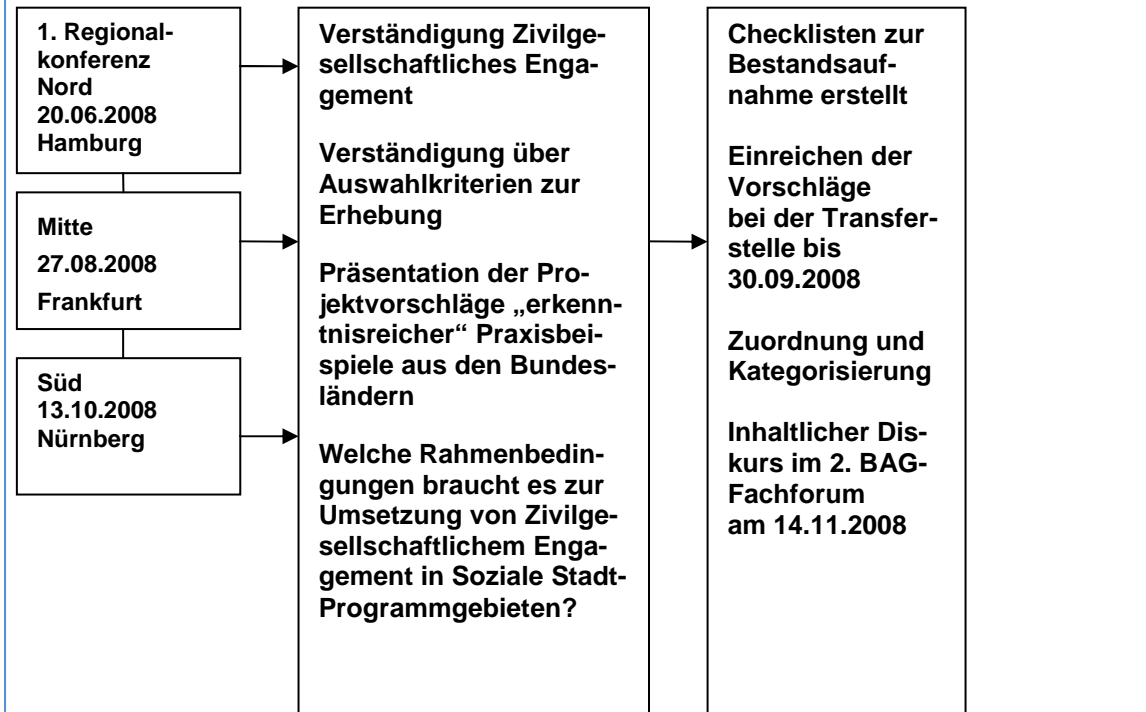 1. Regional-
konferenz
Nord
20.06.2008
Hamburg
Mitte
27.08.2008
Frankfurt
Süd
13.10.2008
Nürnberg
Verständigung Zivilge-
sellschaftliches Enga-
gement
Verständigung über
Auswahlkriterien zur
Erhebung
Präsentation der Pro-
jektvorschläge „erkenn-
tnisreicher“ Praxisbei-
spiele aus den Bundes-
ländern
Welche Rahmenbedin-
gungen braucht es zur
Umsetzung von Zivilge-
sellschaftlichem Enga-
gement in Soziale Stadt-
Programmgebieten?
Checklisten zur
Bestandsauf-
nahme erstellt
Einreichen der
Vorschläge
bei der Transfer-
stelle bis
30.09.2008
Zuordnung und
Kategorisierung
Inhaltlicher Dis-
kurs im 2. BAG-
Fachforum
am 14.11.2008